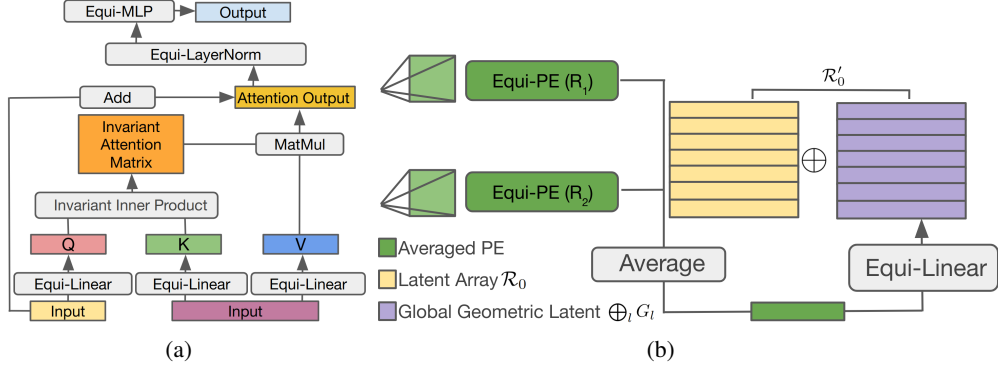 Equi-MLP
Output
Equi-LayerNorm
Add
Attention Output
Invariant
Attention
Matrix
MatMul
Invariant Inner Product
Q
K
V
Equi-Linear
Equi-Linear
Equi-Linear
Input
Input
(a)
Equi-PE (R₁)
Equi-PE (R₂)
ℛ′₀
⊕
Averaged PE
Latent Array ℛ₀
Global Geometric Latent ⊕ₗ Gₗ
Average
Equi-Linear
(b)